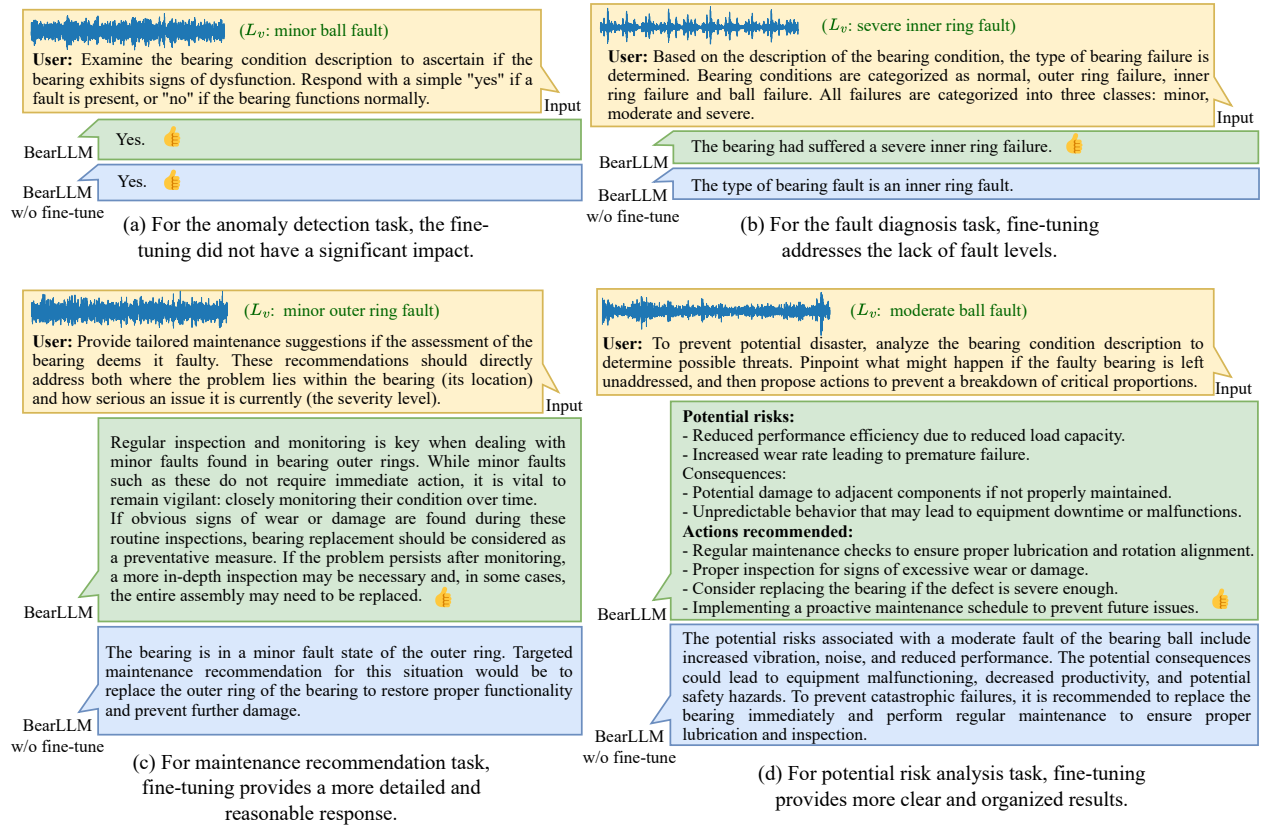 (Lv: minor ball fault)
User: Examine the bearing condition description to ascertain if the
bearing exhibits signs of dysfunction. Respond with a simple "yes" if a
fault is present, or "no" if the bearing functions normally.
Input
Yes.
BearLLM
Yes.
BearLLM
w/o fine-tune
(a) For the anomaly detection task, the fine-
tuning did not have a significant impact.
(Lv: severe inner ring fault)
User: Based on the description of the bearing condition, the type of bearing failure is
determined. Bearing conditions are categorized as normal, outer ring failure, inner
ring failure and ball failure. All failures are categorized into three classes: minor,
moderate and severe.
Input
The bearing had suffered a severe inner ring failure.
BearLLM
The type of bearing fault is an inner ring fault.
BearLLM
w/o fine-tune
(b) For the fault diagnosis task, fine-tuning
addresses the lack of fault levels.
(Lv: minor outer ring fault)
User: Provide tailored maintenance suggestions if the assessment of the
bearing deems it faulty. These recommendations should directly
address both where the problem lies within the bearing (its location)
and how serious an issue it is currently (the severity level).
Input
Regular inspection and monitoring is key when dealing with
minor faults found in bearing outer rings. While minor faults
such as these do not require immediate action, it is vital to
remain vigilant: closely monitoring their condition over time.
If obvious signs of wear or damage are found during these
routine inspections, bearing replacement should be considered as
a preventative measure. If the problem persists after monitoring,
a more in-depth inspection may be necessary and, in some cases,
the entire assembly may need to be replaced.
BearLLM
The bearing is in a minor fault state of the outer ring. Targeted
maintenance recommendation for this situation would be to
replace the outer ring of the bearing to restore proper functionality
and prevent further damage.
BearLLM
w/o fine-tune
(c) For maintenance recommendation task,
fine-tuning provides a more detailed and
reasonable response.
(Lv: moderate ball fault)
User: To prevent potential disaster, analyze the bearing condition description to
determine possible threats. Pinpoint what might happen if the faulty bearing is left
unaddressed, and then propose actions to prevent a breakdown of critical proportions.
Input
Potential risks:
- Reduced performance efficiency due to reduced load capacity.
- Increased wear rate leading to premature failure.
Consequences:
- Potential damage to adjacent components if not properly maintained.
- Unpredictable behavior that may lead to equipment downtime or malfunctions.
Actions recommended:
- Regular maintenance checks to ensure proper lubrication and rotation alignment.
- Proper inspection for signs of excessive wear or damage.
- Consider replacing the bearing if the defect is severe enough.
- Implementing a proactive maintenance schedule to prevent future issues.
BearLLM
The potential risks associated with a moderate fault of the bearing ball include
increased vibration, noise, and reduced performance. The potential consequences
could lead to equipment malfunctioning, decreased productivity, and potential
safety hazards. To prevent catastrophic failures, it is recommended to replace the
bearing immediately and perform regular maintenance to ensure proper
lubrication and inspection.
BearLLM
w/o fine-tune
(d) For potential risk analysis task, fine-tuning
provides more clear and organized results.